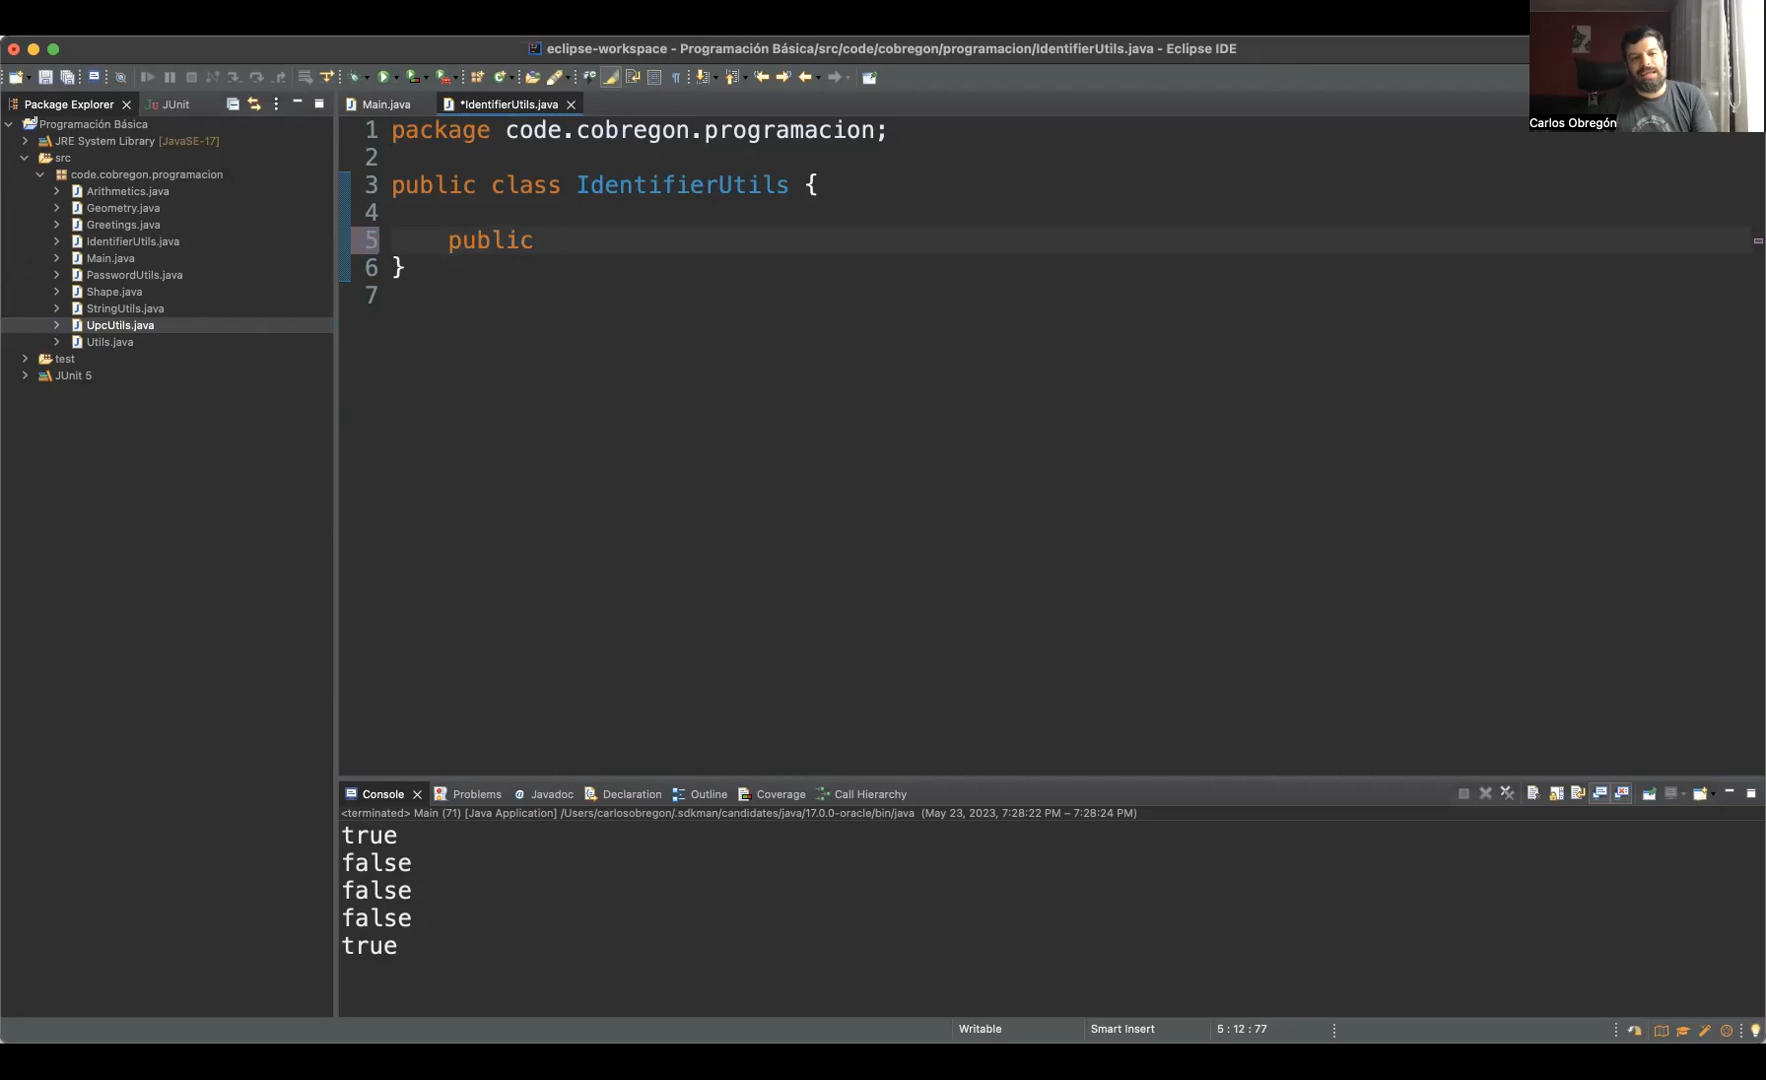 eclipse-workspace - Programación Básica/src/code/cobregon/programacion/IdentifierUtils.java - Eclipse IDE
Carlos Obregón
Package Explorer
JUnit
Programación Básica
JRE System Library [JavaSE-17]
src
code.cobregon.programacion
Arithmetics.java
Geometry.java
Greetings.java
IdentifierUtils.java
Main.java
PasswordUtils.java
Shape.java
StringUtils.java
UpcUtils.java
Utils.java
test
JUnit 5
Main.java
*IdentifierUtils.java
1 package code.cobregon.programacion;
2
3 public class IdentifierUtils {
4
5 public
6 }
7
Console
Problems
Javadoc
Declaration
Outline
Coverage
Call Hierarchy
<terminated> Main (71) [Java Application] /Users/carlosobregon/.sdkman/candidates/java/17.0.0-oracle/bin/java (May 23, 2023, 7:28:22 PM – 7:28:24 PM)
true
false
false
false
true
Writable
Smart Insert
5 : 12 : 77